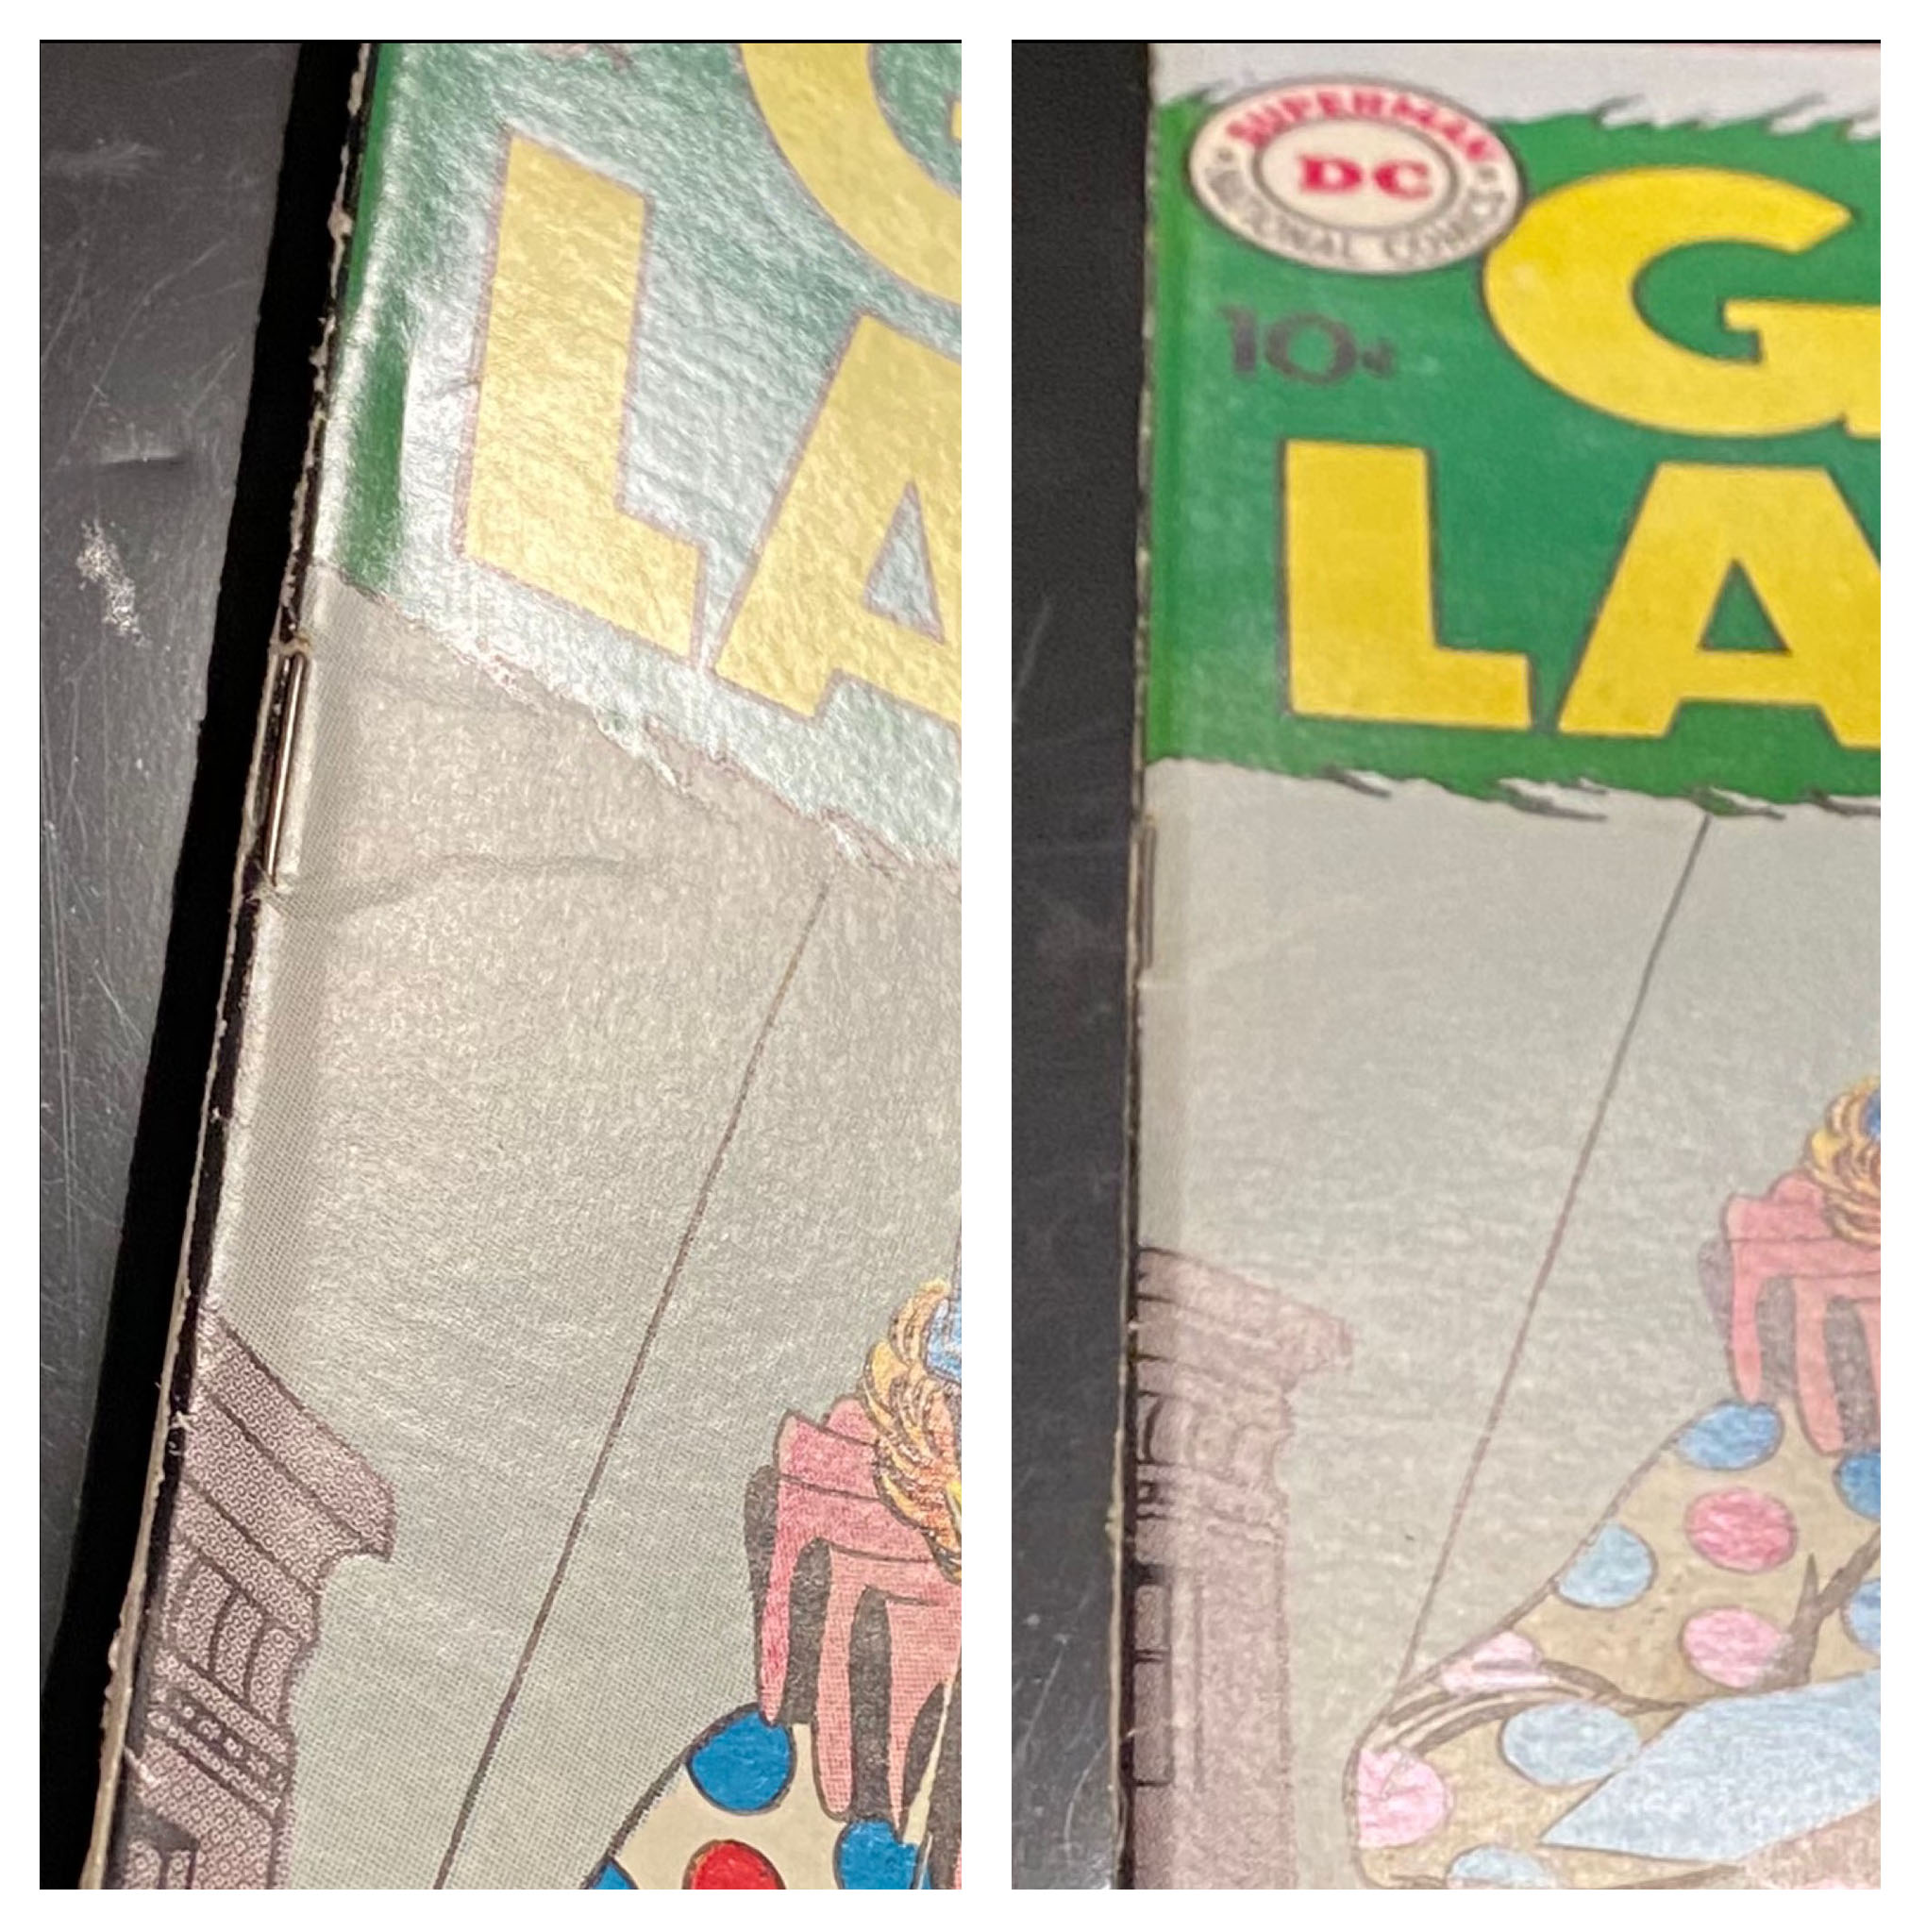 L
A
SUPERMAN
DC
NATIONAL COMICS
10¢
G
LA